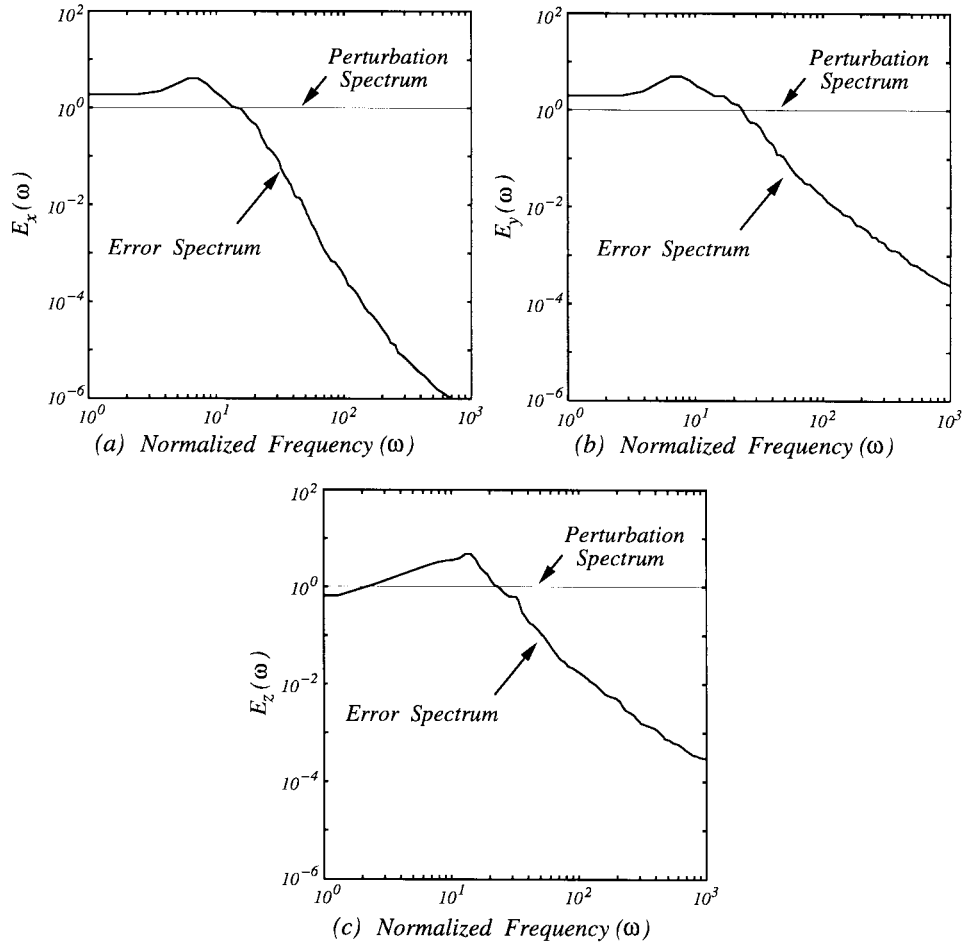 10^2
10^0
10^-2
10^-4
10^-6
E_x(ω)
Perturbation
Spectrum
Error Spectrum
10^0
10^1
10^2
10^3
(a) Normalized Frequency (ω)
10^2
10^0
10^-2
10^-4
10^-6
E_y(ω)
Perturbation
Spectrum
Error Spectrum
10^0
10^1
10^2
10^3
(b) Normalized Frequency (ω)
10^2
10^0
10^-2
10^-4
10^-6
E_z(ω)
Perturbation
Spectrum
Error Spectrum
10^0
10^1
10^2
10^3
(c) Normalized Frequency (ω)